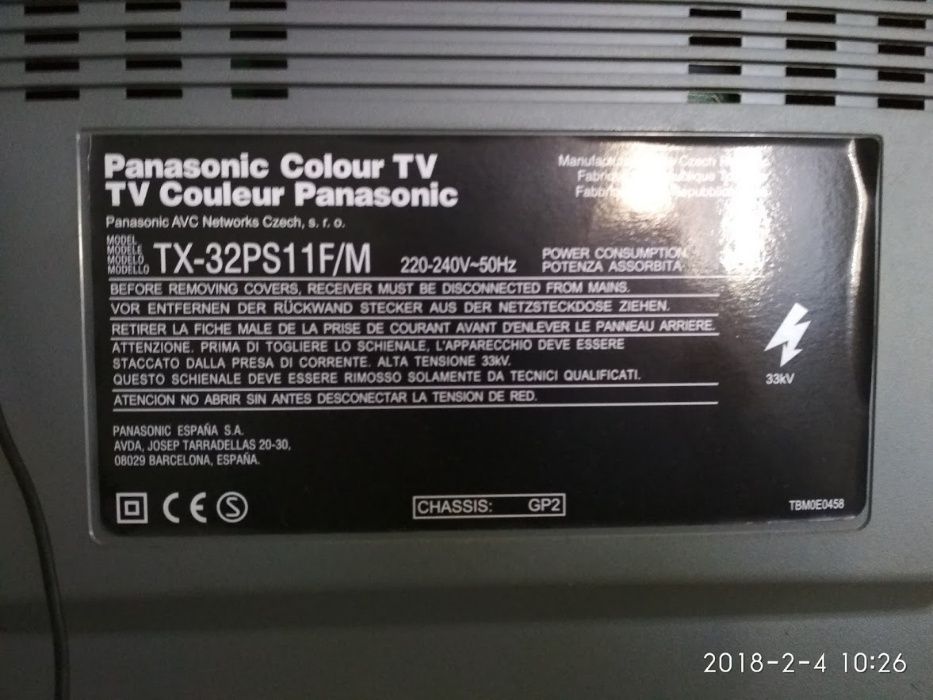 Panasonic Colour TV
TV Couleur Panasonic
Panasonic AVC Networks Czech, s. r. o.
Czech
MODEL
MODELE
MODELO
MODELLO
TX-32PS11F/M
220-240V~50Hz
POWER CONSUMPTION
POTENZA ASSORBITA
BEFORE REMOVING COVERS, RECEIVER MUST BE DISCONNECTED FROM MAINS.
VOR ENTFERNEN DER RÜCKWAND STECKER AUS DER NETZSTECKDOSE ZIEHEN.
RETIRER LA FICHE MALE DE LA PRISE DE COURANT AVANT D'ENLEVER LE PANNEAU ARRIERE.
ATTENZIONE. PRIMA DI TOGLIERE LO SCHIENALE, L'APPARECCHIO DEVE ESSERE
STACCATO DALLA PRESA DI CORRENTE. ALTA TENSIONE 33kV.
QUESTO SCHIENALE DEVE ESSERE RIMOSSO SOLAMENTE DA TECNICI QUALIFICATI.
ATENCION NO ABRIR SIN ANTES DESCONECTAR LA TENSION DE RED.
33kV
PANASONIC ESPAÑA S.A.
AVDA, JOSEP TARRADELLAS 20-30,
08029 BARCELONA, ESPAÑA.
CE S
CHASSIS: GP2
TBM0E0458
2018-2-4 10:26